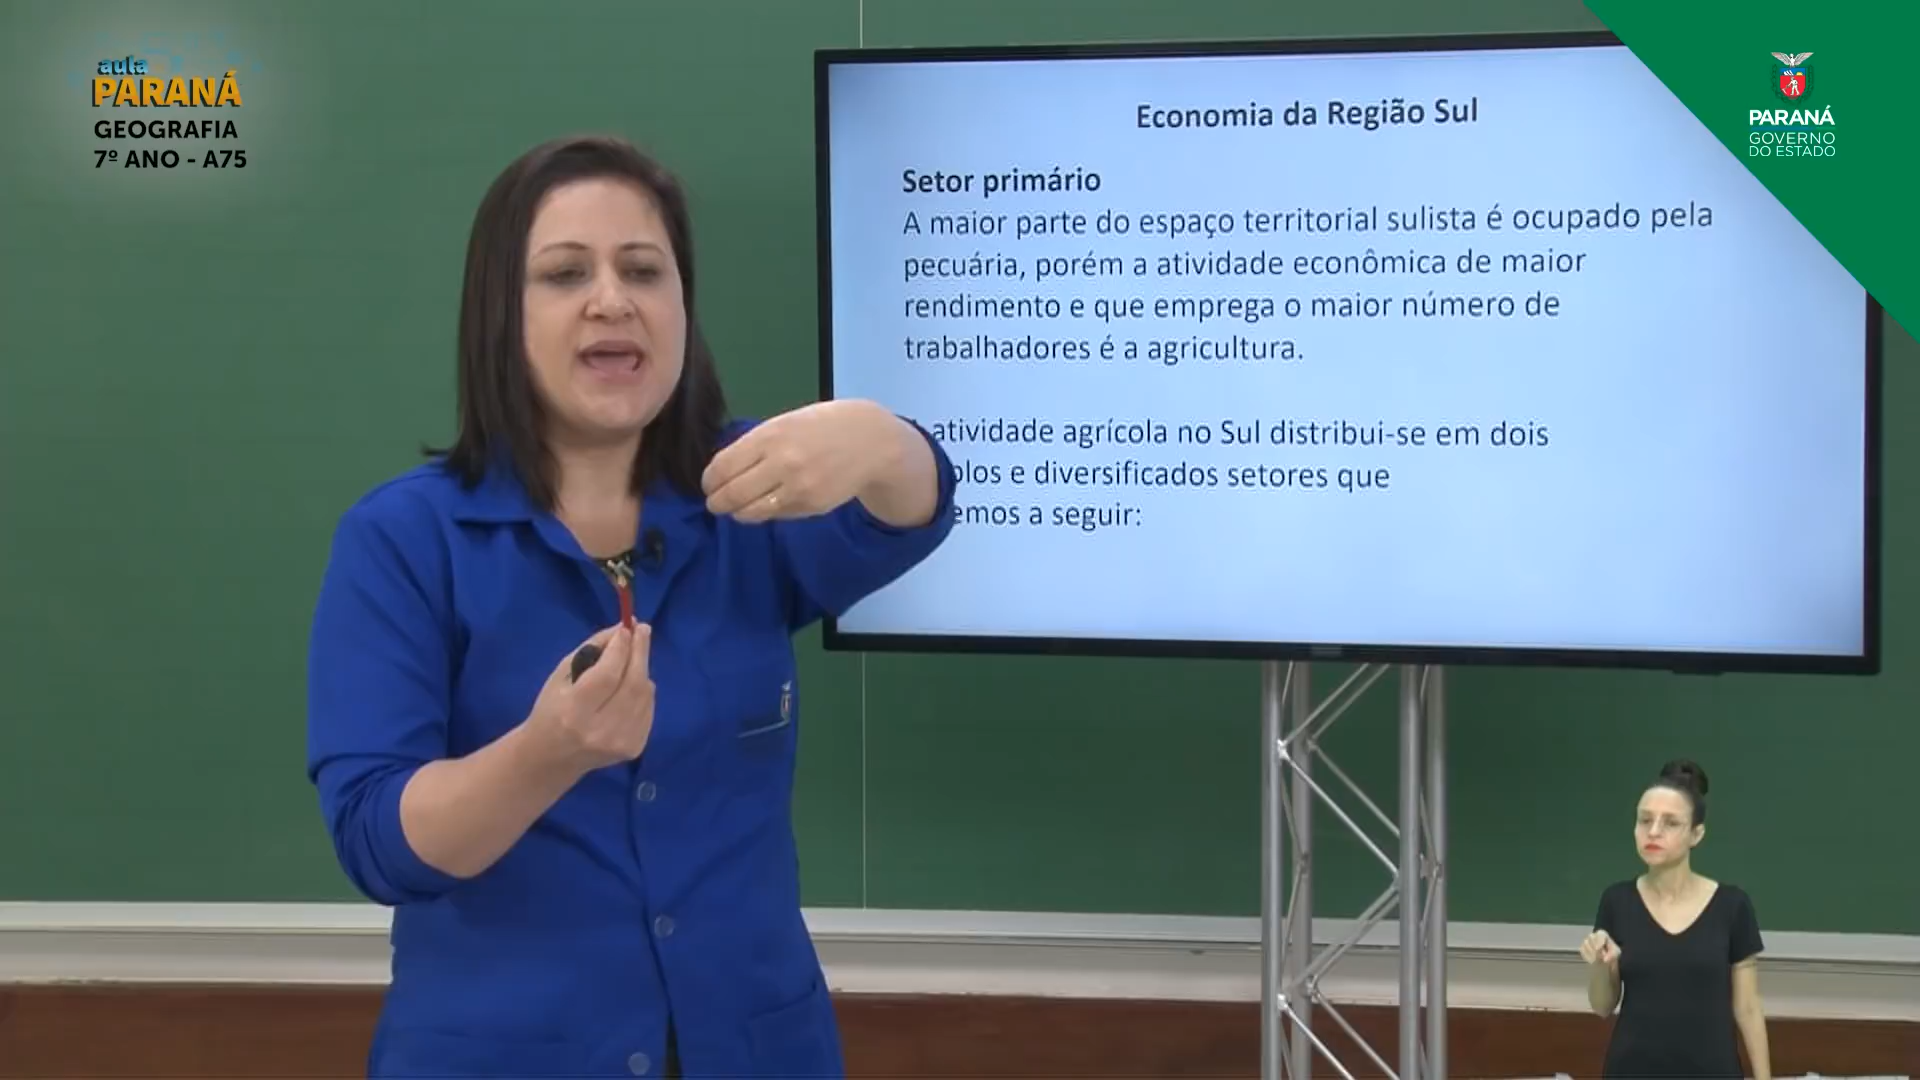 aula
PARANÁ
GEOGRAFIA
7º ANO - A75
Economia da Região Sul
Setor primário
A maior parte do espaço territorial sulista é ocupado pela
pecuária, porém a atividade econômica de maior
rendimento e que emprega o maior número de
trabalhadores é a agricultura.
atividade agrícola no Sul distribui-se em dois
e diversificados setores que
a seguir:
PARANÁ
GOVERNO
DO ESTADO